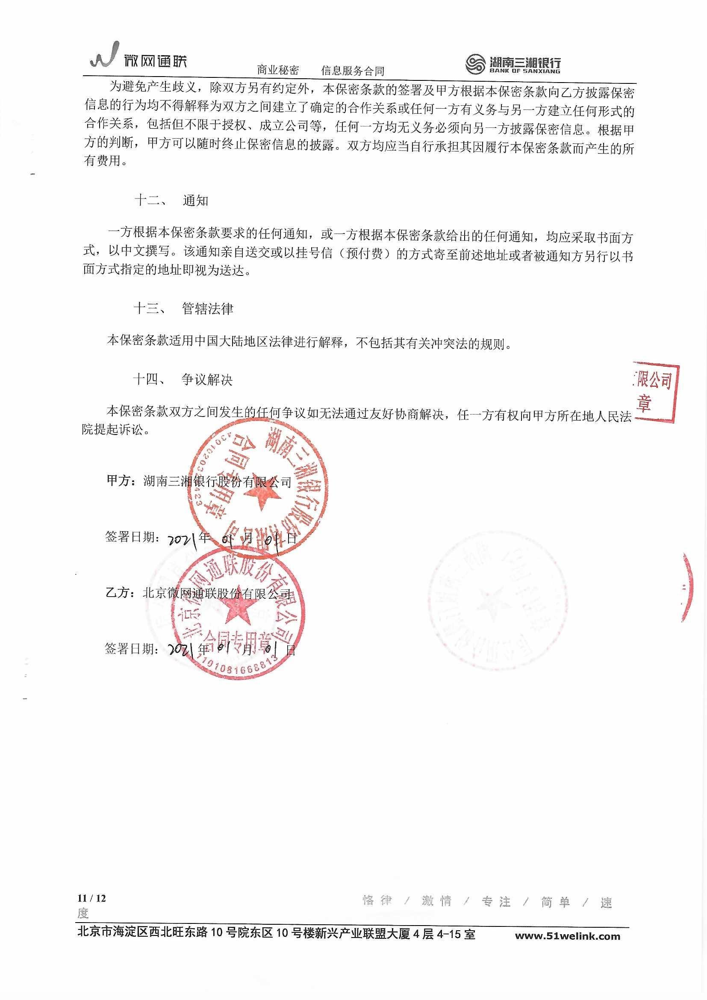 微网通联
商业秘密 信息服务合同
湖南三湘银行
BANK OF SANXIANG
为避免产生歧义，除双方另有约定外，本保密条款的签署及甲方根据本保密条款向乙方披露保密
信息的行为均不得解释为双方之间建立了确定的合作关系或任何一方有义务与另一方建立任何形式的
合作关系，包括但不限于授权、成立公司等，任何一方均无义务必须向另一方披露保密信息。根据甲
方的判断，甲方可以随时终止保密信息的披露。双方均应当自行承担其因履行本保密条款而产生的所
有费用。
十二、 通知
一方根据本保密条款要求的任何通知，或一方根据本保密条款给出的任何通知，均应采取书面方
式，以中文撰写。该通知亲自送交或以挂号信（预付费）的方式寄至前述地址或者被通知方另行以书
面方式指定的地址即视为送达。
十三、 管辖法律
本保密条款适用中国大陆地区法律进行解释，不包括其有关冲突法的规则。
十四、 争议解决
限公司
章
本保密条款双方之间发生的任何争议如无法通过友好协商解决，任一方有权向甲方所在地人民法
院提起诉讼。
甲方：湖南三湘银行股份有限公司
湖南三湘银行股份有限公司
合同专用章
签署日期：2021年 01 月 01 日
乙方：北京微网通联股份有限公司
北京微网通联股份有限公司
合同专用章
1101081668813
签署日期：2021年 01 月 01 日
11 / 12
恪律 / 激情 / 专注 / 简单 / 速
度
北京市海淀区西北旺东路 10 号院东区 10 号楼新兴产业联盟大厦 4 层 4-15 室
www.51welink.com